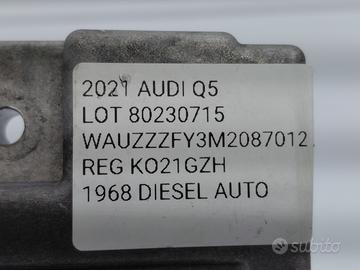 2021 AUDI Q5
LOT 80230715
WAUZZZFY3M2087012
REG KO21GZH
1968 DIESEL AUTO
subito